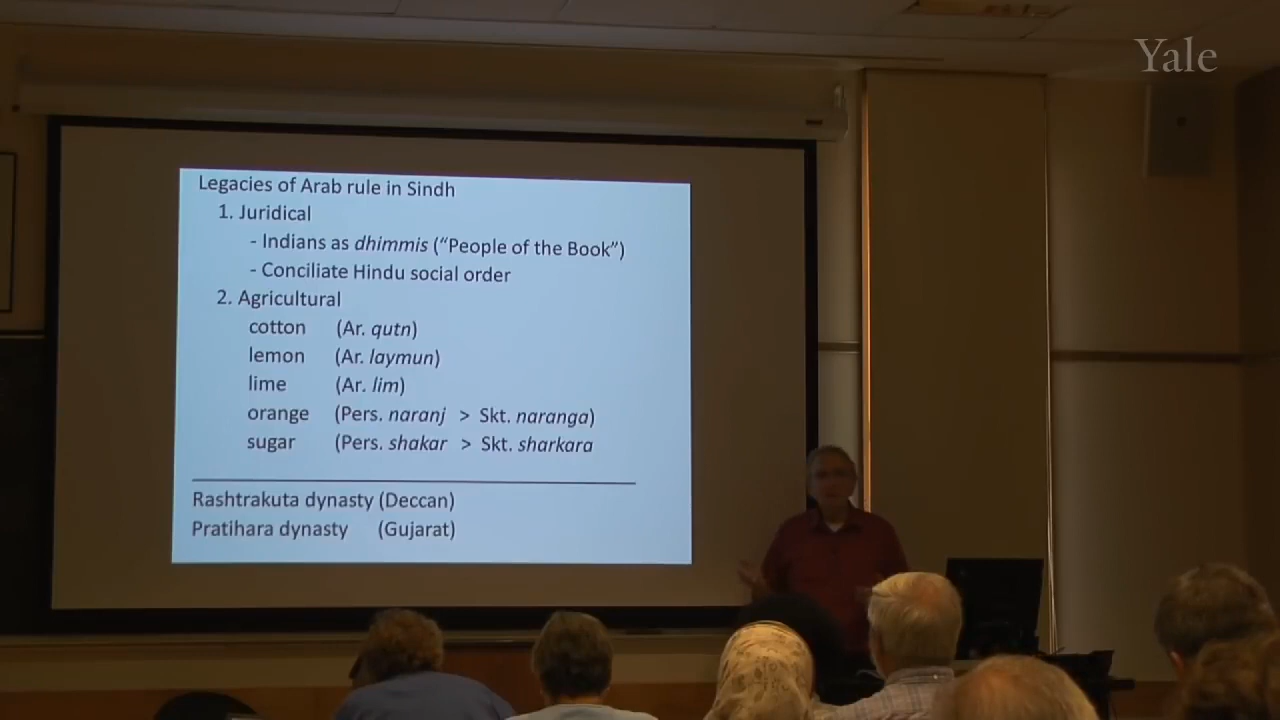 Yale
Legacies of Arab rule in Sindh
1. Juridical
- Indians as dhimmis (“People of the Book”)
- Conciliate Hindu social order
2. Agricultural
cotton (Ar. qutn)
lemon (Ar. laymun)
lime (Ar. lim)
orange (Pers. naranj > Skt. naranga)
sugar (Pers. shakar > Skt. sharkara
Rashtrakuta dynasty (Deccan)
Pratihara dynasty (Gujarat)